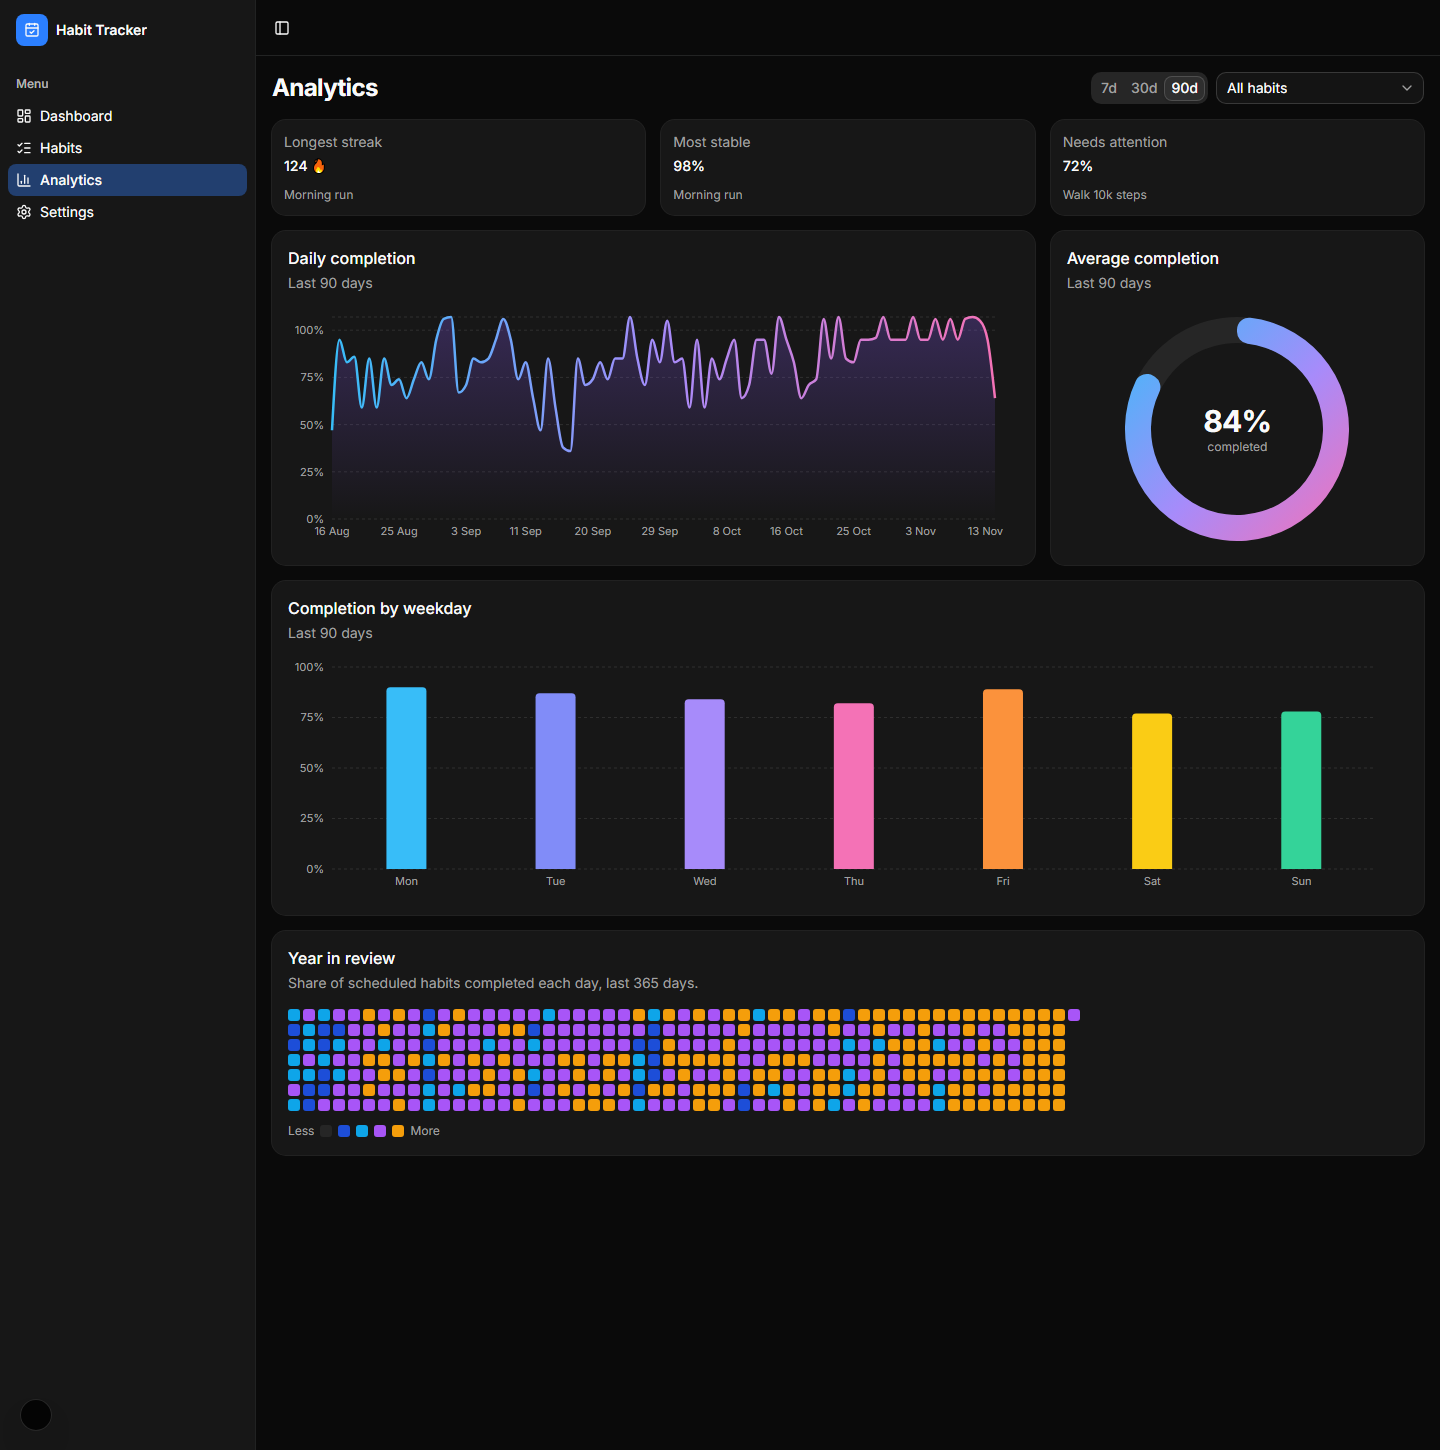 Habit Tracker
Menu
Dashboard
Habits
Analytics
Settings
Analytics
7d 30d 90d All habits
Longest streak
124 🔥
Morning run
Most stable
98%
Morning run
Needs attention
72%
Walk 10k steps
Daily completion
Last 90 days
100%
75%
50%
25%
0%
16 Aug 25 Aug 3 Sep 11 Sep 20 Sep 29 Sep 8 Oct 16 Oct 25 Oct 3 Nov 13 Nov
Average completion
Last 90 days
84%
completed
Completion by weekday
Last 90 days
100%
75%
50%
25%
0%
Mon Tue Wed Thu Fri Sat Sun
Year in review
Share of scheduled habits completed each day, last 365 days.
Less More